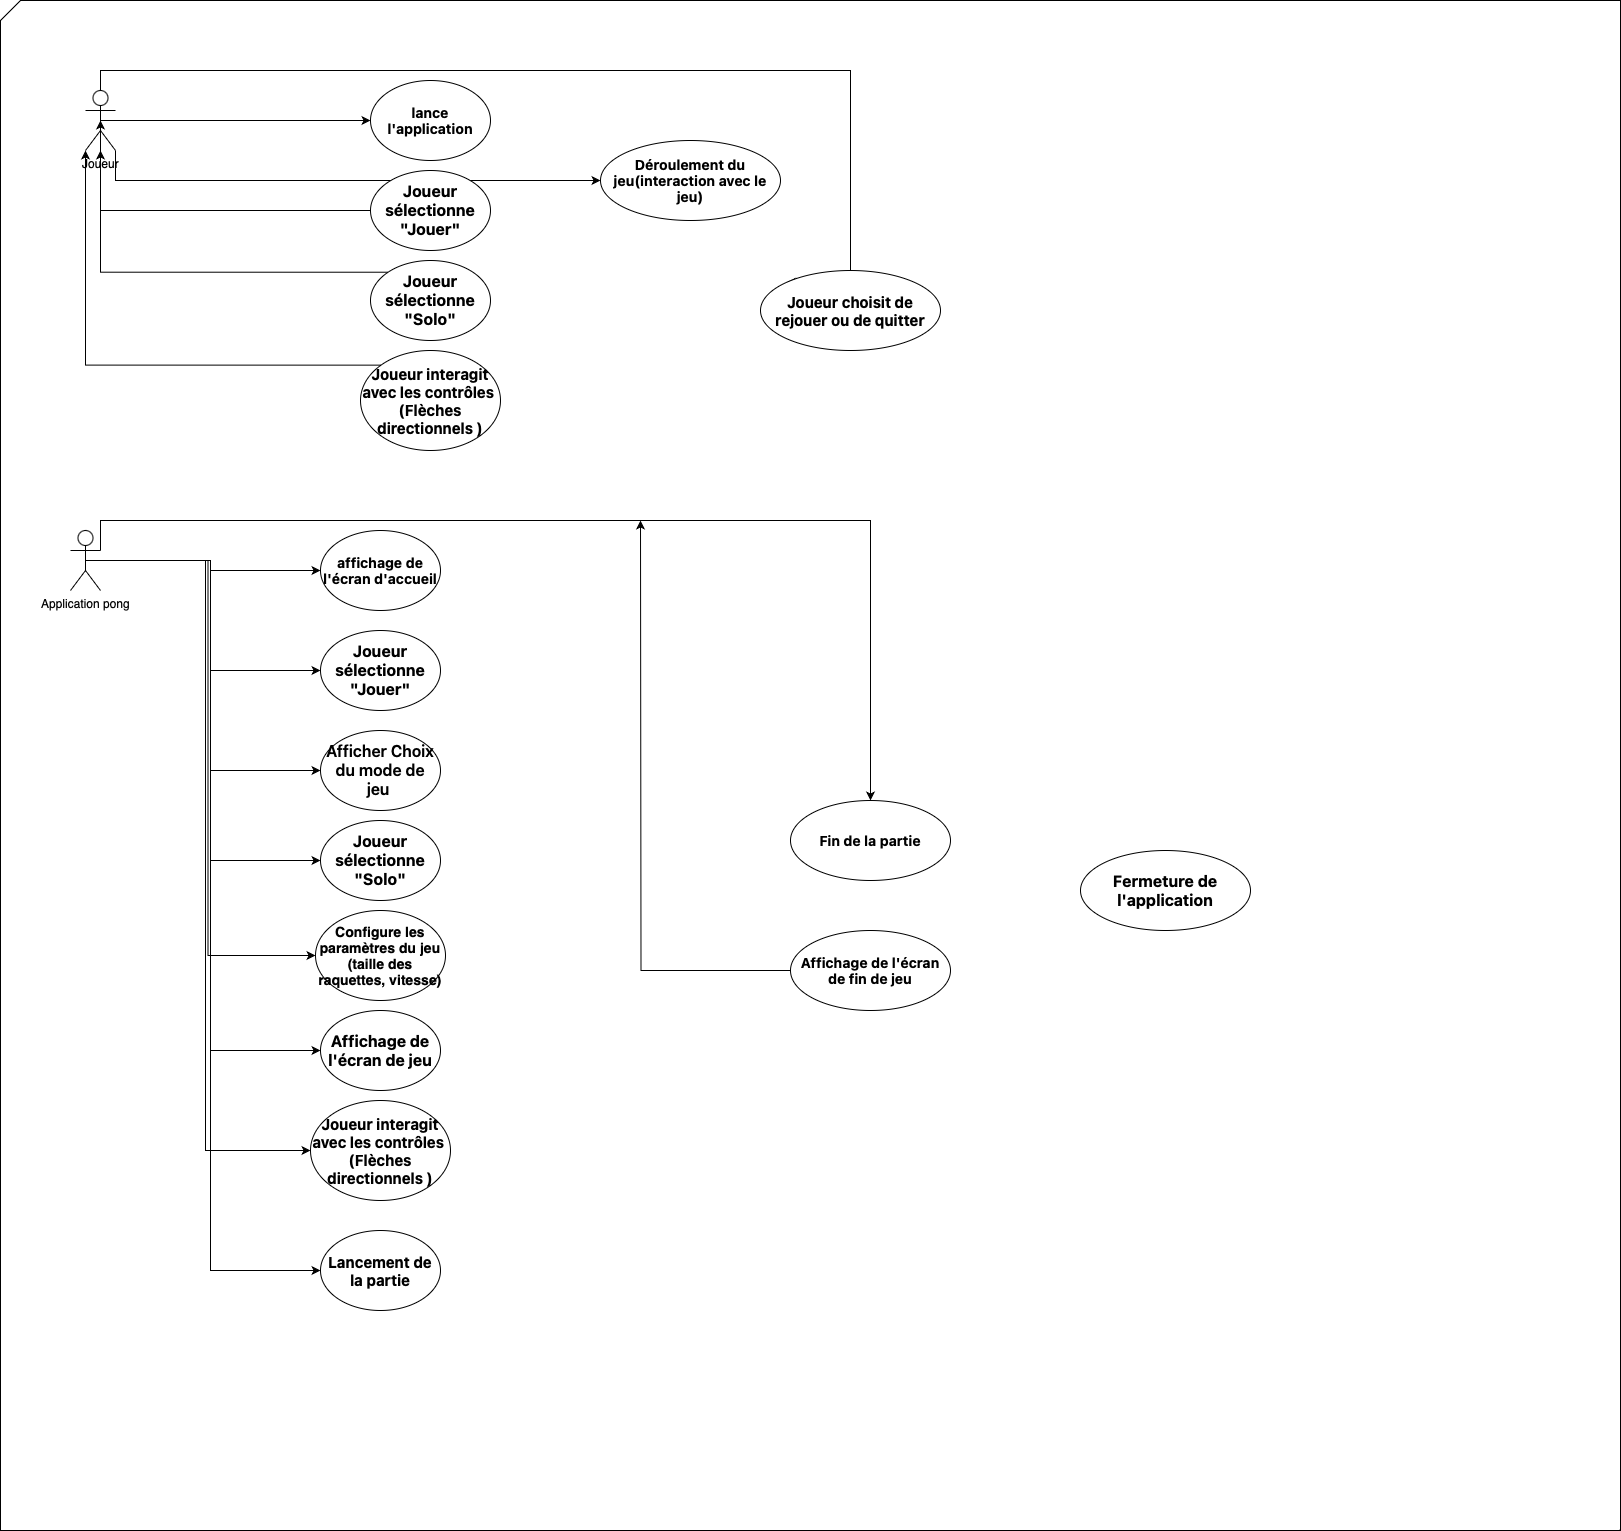 lance
l'application
Joueur
Déroulement du
jeu(interaction avec le
jeu)
Joueur
sélectionne
"Jouer"
Joueur
sélectionne
"Solo"
Joueur choisit de
rejouer ou de quitter
Joueur interagit
avec les contrôles
(Flèches
directionnels )
Application pong
affichage de
l'écran d'accueil
Joueur
sélectionne
"Jouer"
Afficher Choix
du mode de
jeu
Fin de la partie
Joueur
sélectionne
"Solo"
Fermeture de
l'application
Configure les
paramètres du jeu
(taille des
raquettes, vitesse)
Affichage de l'écran
de fin de jeu
Affichage de
l'écran de jeu
Joueur interagit
avec les contrôles
(Flèches
directionnels )
Lancement de
la partie